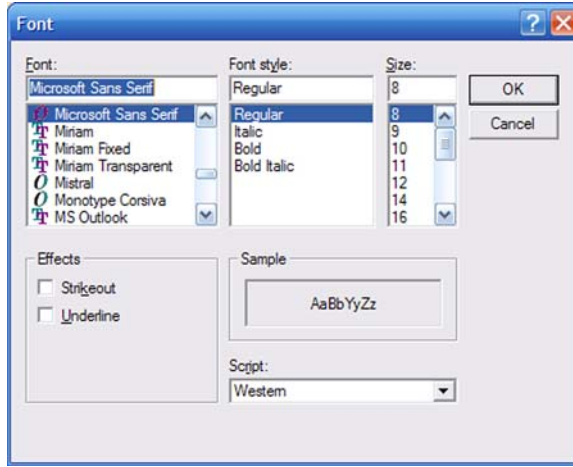 Font
Font:
Microsoft Sans Serif
Microsoft Sans Serif
Miriam
Miriam Fixed
Miriam Transparent
Mistral
Monotype Corsiva
MS Outlook
Font style:
Regular
Regular
Italic
Bold
Bold Italic
Size:
8
8
9
10
11
12
14
16
OK
Cancel
Effects
Strikeout
Underline
Sample
AaBbYyZz
Script:
Western